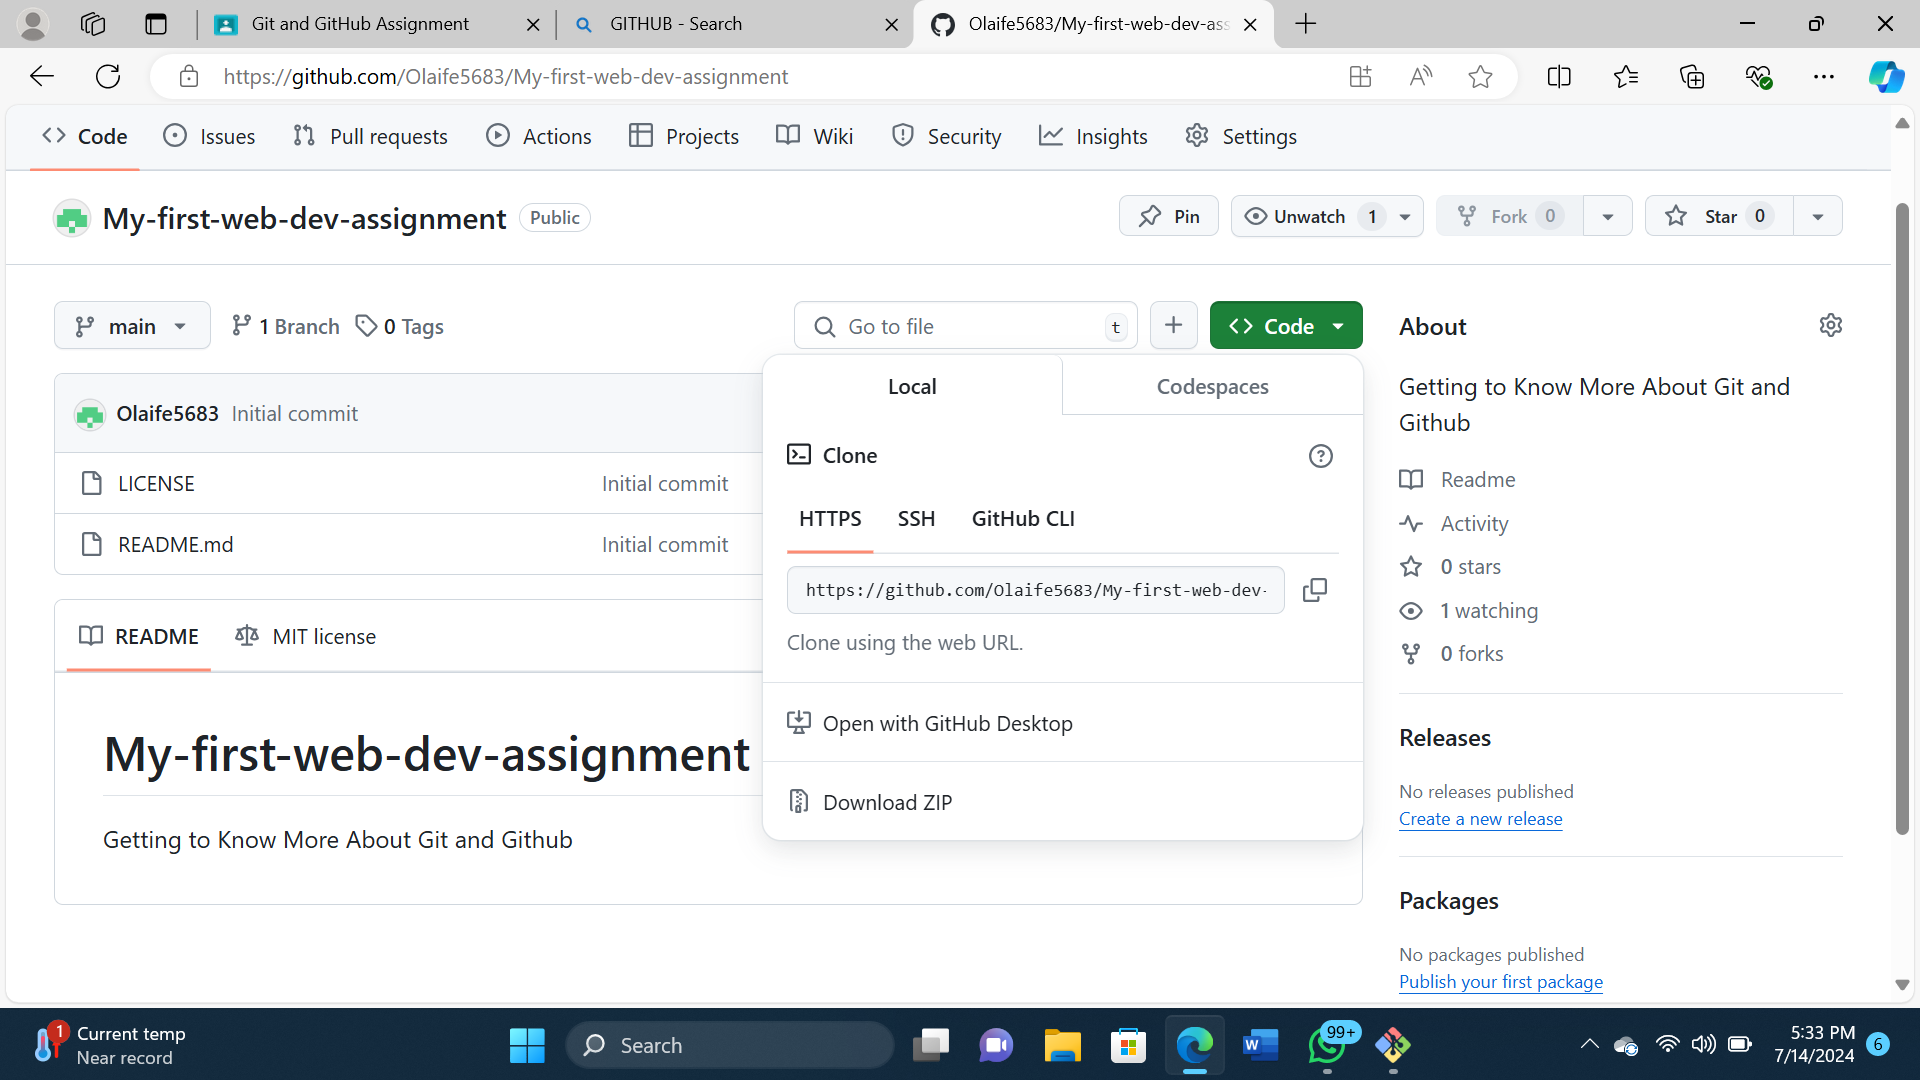 Git and GitHub Assignment
GITHUB - Search
Olaife5683/My-first-web-dev-ass
https://github.com/Olaife5683/My-first-web-dev-assignment
Code
Issues
Pull requests
Actions
Projects
Wiki
Security
Insights
Settings
My-first-web-dev-assignment
Public
Pin
Unwatch 1
Fork 0
Star 0
main
1 Branch
0 Tags
Go to file
t
Code
About
Local
Codespaces
Getting to Know More About Git and
Github
Olaife5683 Initial commit
Clone
LICENSE
Initial commit
Readme
HTTPS
SSH
GitHub CLI
Activity
README.md
Initial commit
0 stars
https://github.com/Olaife5683/My-first-web-dev-
1 watching
README
MIT license
Clone using the web URL.
0 forks
Open with GitHub Desktop
Releases
My-first-web-dev-assignment
No releases published
Download ZIP
Create a new release
Getting to Know More About Git and Github
Packages
No packages published
Publish your first package
1
Current temp
Near record
Search
W
99+
5:33 PM
7/14/2024
6